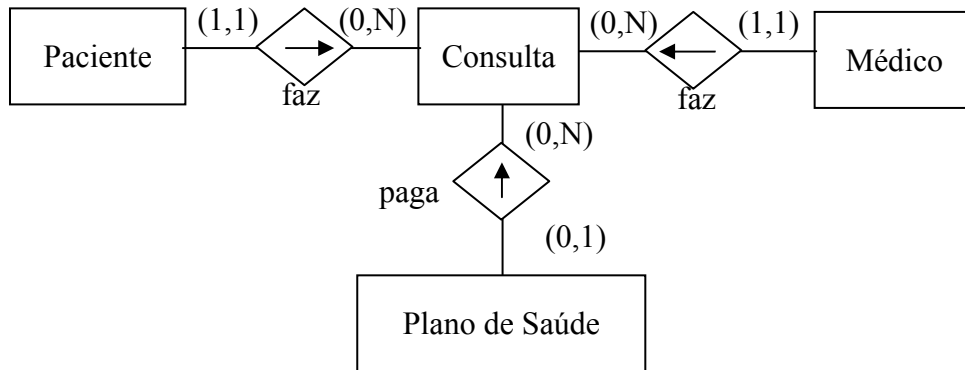 (1,1) (0,N) (0,N) (1,1)
Paciente Consulta Médico
faz faz
(0,N)
paga
(0,1)
Plano de Saúde